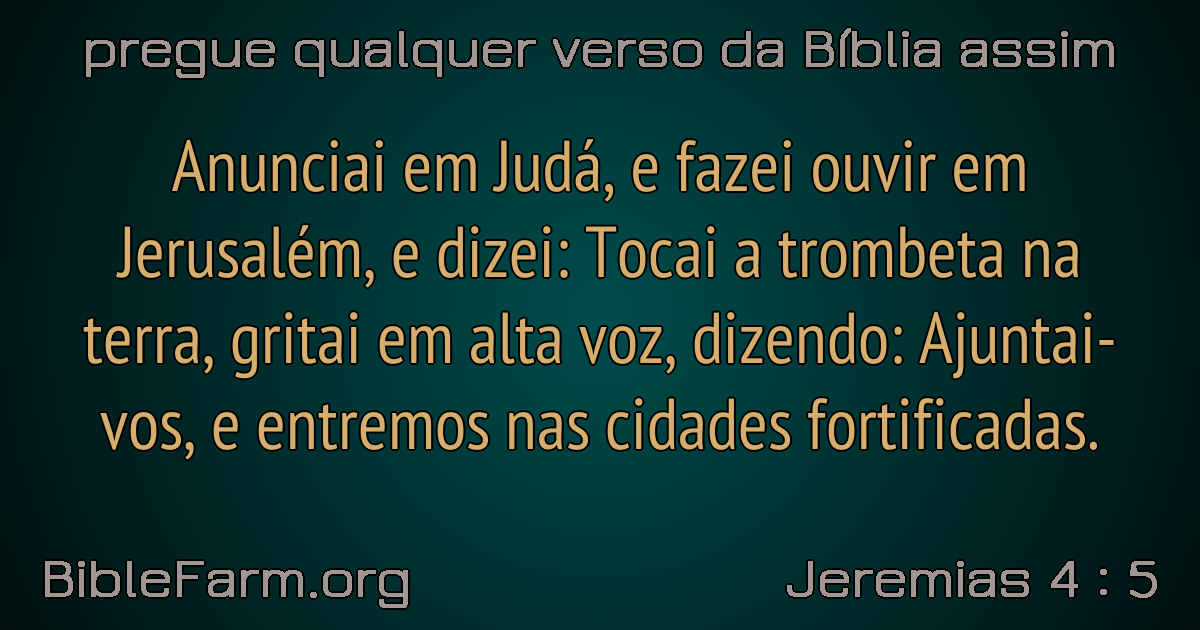 pregue qualquer verso da Bíblia assim
Anunciai em Judá, e fazei ouvir em
Jerusalém, e dizei: Tocai a trombeta na
terra, gritai em alta voz, dizendo: Ajuntai-
vos, e entremos nas cidades fortificadas.
BibleFarm.org
Jeremias 4 : 5